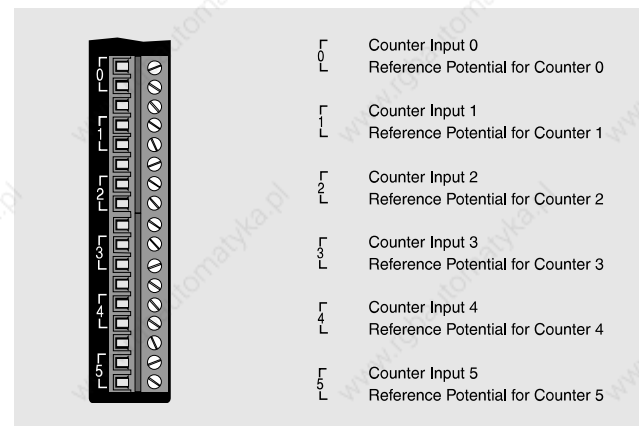 0
1
2
3
4
5
0 Counter Input 0
Reference Potential for Counter 0
1 Counter Input 1
Reference Potential for Counter 1
2 Counter Input 2
Reference Potential for Counter 2
3 Counter Input 3
Reference Potential for Counter 3
4 Counter Input 4
Reference Potential for Counter 4
5 Counter Input 5
Reference Potential for Counter 5
www.rgbautomatyka.pl